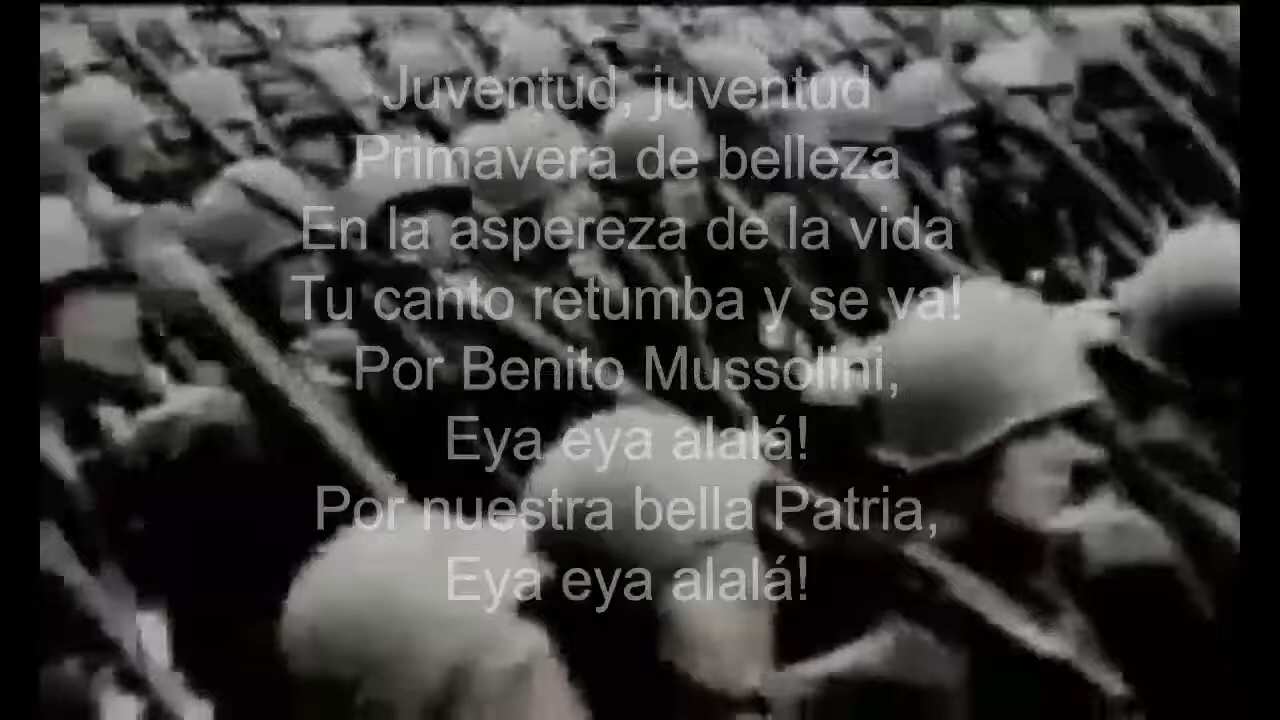 Juventud, juventud
Primavera de belleza
En la aspereza de la vida
Tu canto retumba y se va!
Por Benito Mussolini,
Eya eya alalá!
Por nuestra bella Patria,
Eya eya alalá!